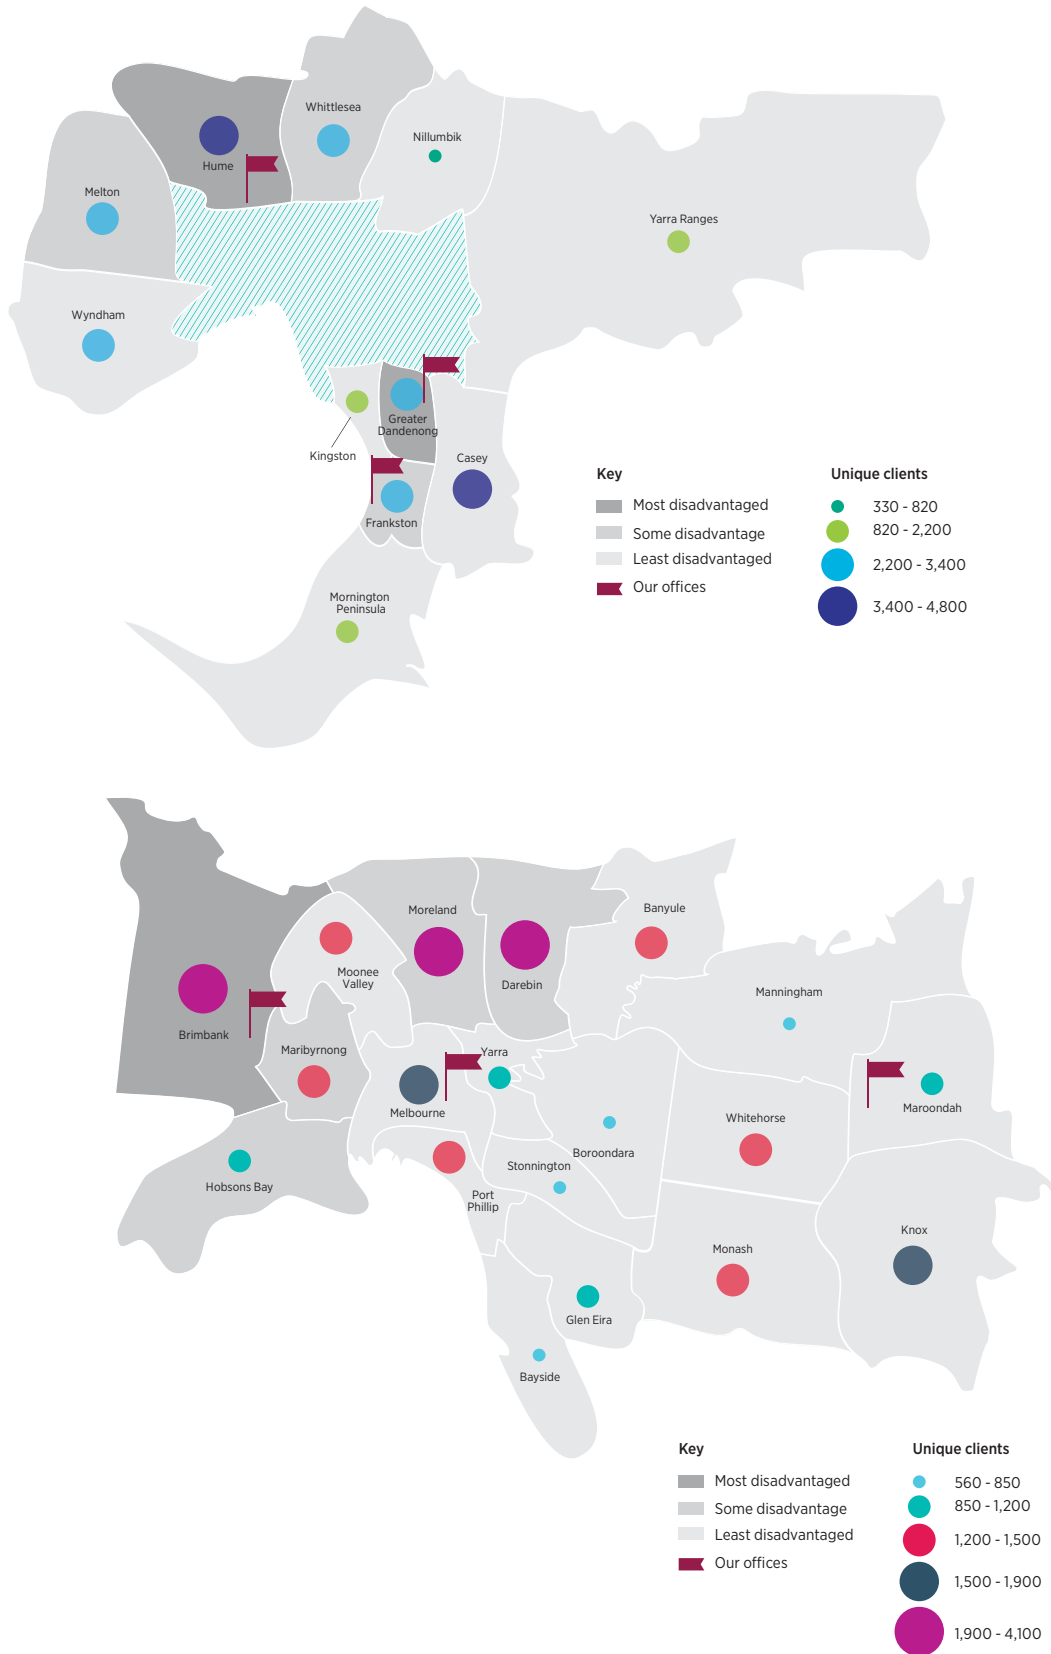 Whittlesea
Nillumbik
Hume
Melton
Yarra Ranges
Wyndham
Greater
Dandenong
Kingston
Casey
Frankston
Mornington
Peninsula
Key
Most disadvantaged
Some disadvantage
Least disadvantaged
Our offices
Unique clients
330 - 820
820 - 2,200
2,200 - 3,400
3,400 - 4,800
Moreland
Banyule
Moonee
Valley
Darebin
Manningham
Brimbank
Maribyrnong
Yarra
Melbourne
Maroondah
Whitehorse
Boroondara
Stonnington
Hobsons Bay
Port
Phillip
Knox
Monash
Glen Eira
Bayside
Key
Most disadvantaged
Some disadvantage
Least disadvantaged
Our offices
Unique clients
560 - 850
850 - 1,200
1,200 - 1,500
1,500 - 1,900
1,900 - 4,100